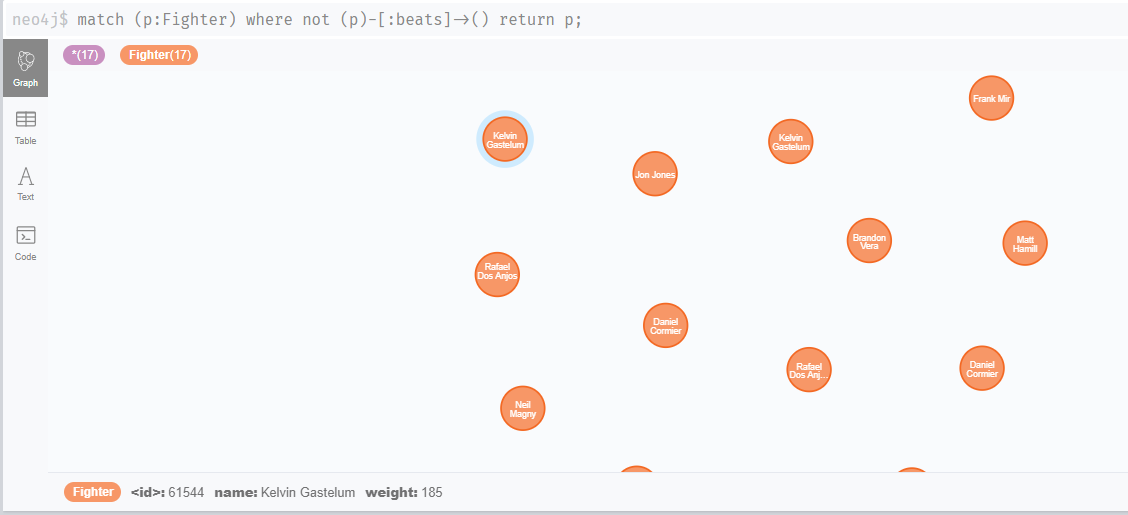 neo4j$ match (p:Fighter) where not (p)-[:beats]->() return p;
*(17) Fighter(17)
Graph
Table
Text
Code
Frank Mir
Kelvin
Gastelum
Kelvin
Gastelum
Jon Jones
Brandon
Vera
Matt
Hamill
Rafael
Dos Anjos
Daniel
Cormier
Rafael
Dos Anj...
Daniel
Cormier
Neil
Magny
Fighter <id>: 61544 name: Kelvin Gastelum weight: 185